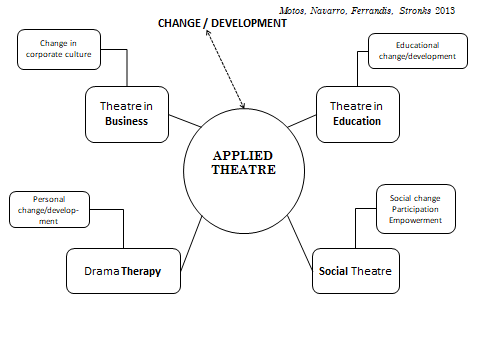 Motos, Navarro, Ferrandis, Stronks 2013
CHANGE / DEVELOPMENT
Change in
corporate culture
Educational
change/development
Theatre in
Business
Theatre in
Education
APPLIED
THEATRE
Personal
change/develop-
ment
Social change
Participation
Empowerment
Drama Therapy
Social Theatre